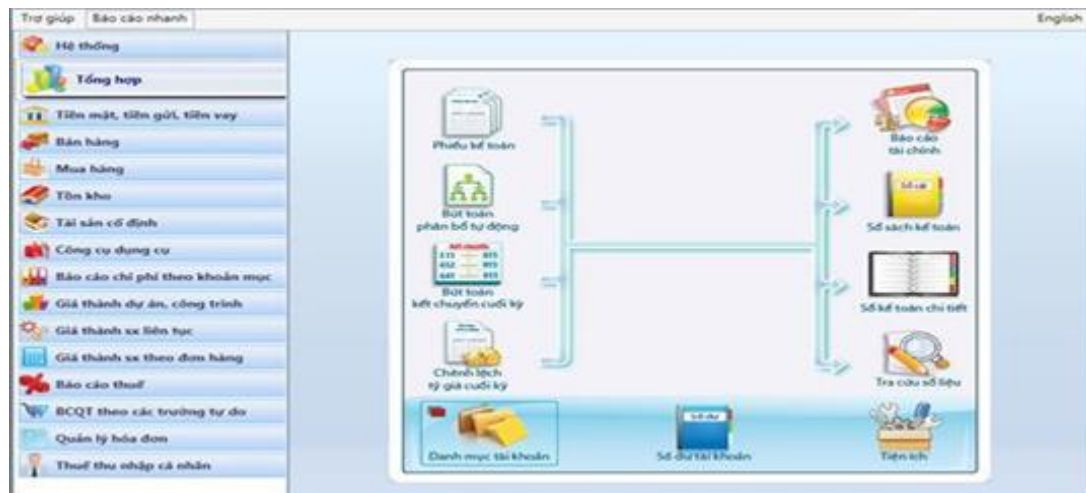 Trợ giúp
Báo cáo nhanh
English
Hệ thống
Tổng hợp
Tiền mặt, tiền gửi, tiền vay
Bán hàng
Mua hàng
Tồn kho
Tài sản cố định
Công cụ dụng cụ
Báo cáo chi phí theo khoản mục
Giá thành dự án, công trình
Giá thành sx liên tục
Giá thành sx theo đơn hàng
Báo cáo thuế
BCQT theo các trường tự do
Quản lý hóa đơn
Thuế thu nhập cá nhân
Phiếu kế toán
Bút toán
phân bổ tự động
Kết chuyển
Bút toán
kết chuyển cuối kỳ
Chênh lệch
tỷ giá cuối kỳ
Báo cáo
tài chính
Sổ cái
Sổ sách kế toán
Sổ kế toán chi tiết
Tra cứu số liệu
Danh mục tài khoản
Số dư
Số dư tài khoản
Tiện ích